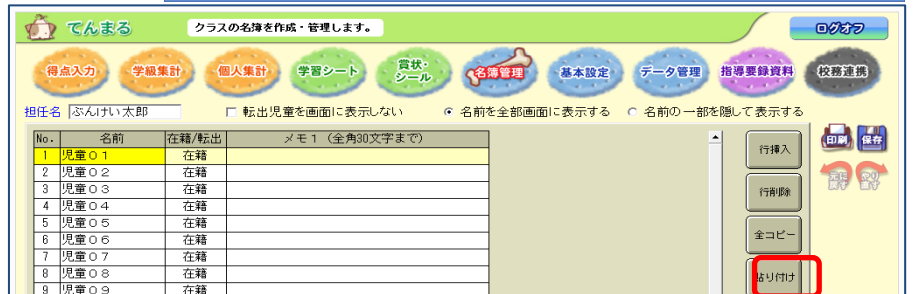 てんまる クラスの名簿を作成・管理します。 ログオフ
得点入力 学級集計 個人集計 学習シート 賞状・シール 名簿管理 基本設定 データ管理 指導要録資料 校務連携
担任名 ぶんけい太郎 転出児童を画面に表示しない 名前を全部画面に表示する 名前の一部を隠して表示する
No. 名前 在籍/転出 メモ1 (全角30文字まで)
1 児童01 在籍
2 児童02 在籍
3 児童03 在籍
4 児童04 在籍
5 児童05 在籍
6 児童06 在籍
7 児童07 在籍
8 児童08 在籍
9 児童09 在籍
行挿入
行削除
全コピー
貼り付け
印刷 保存
元に戻す やり直す